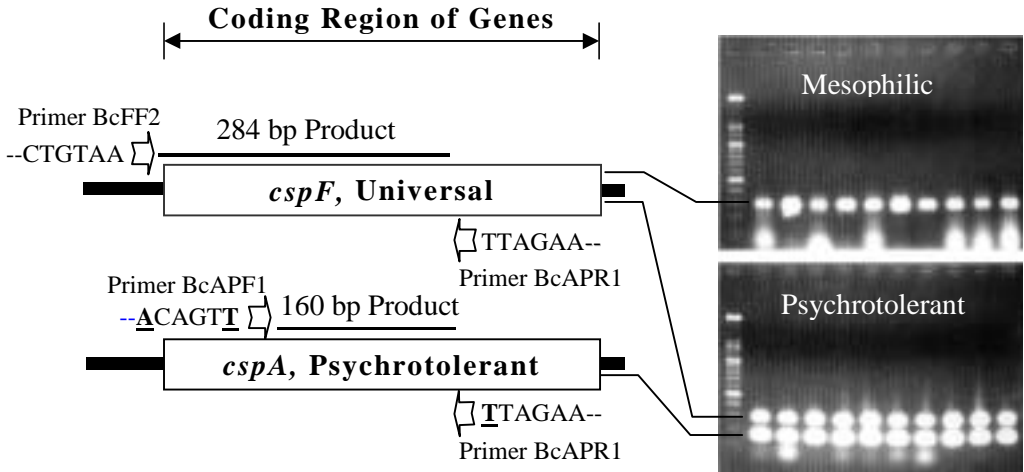 Coding Region of Genes
Primer BcFF2
--CTGTAA
284 bp Product
cspF, Universal
TTAGAA--
Primer BcAPR1
Primer BcAPF1
--ACAGTT
160 bp Product
cspA, Psychrotolerant
TTAGAA--
Primer BcAPR1
Mesophilic
Psychrotolerant